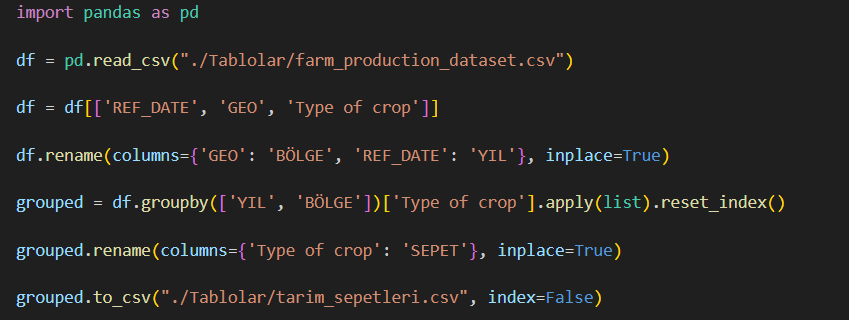 import pandas as pd
df = pd.read_csv("./Tablolar/farm_production_dataset.csv")
df = df[['REF_DATE', 'GEO', 'Type of crop']]
df.rename(columns={'GEO': 'BÖLGE', 'REF_DATE': 'YIL'}, inplace=True)
grouped = df.groupby(['YIL', 'BÖLGE'])['Type of crop'].apply(list).reset_index()
grouped.rename(columns={'Type of crop': 'SEPET'}, inplace=True)
grouped.to_csv("./Tablolar/tarim_sepetleri.csv", index=False)